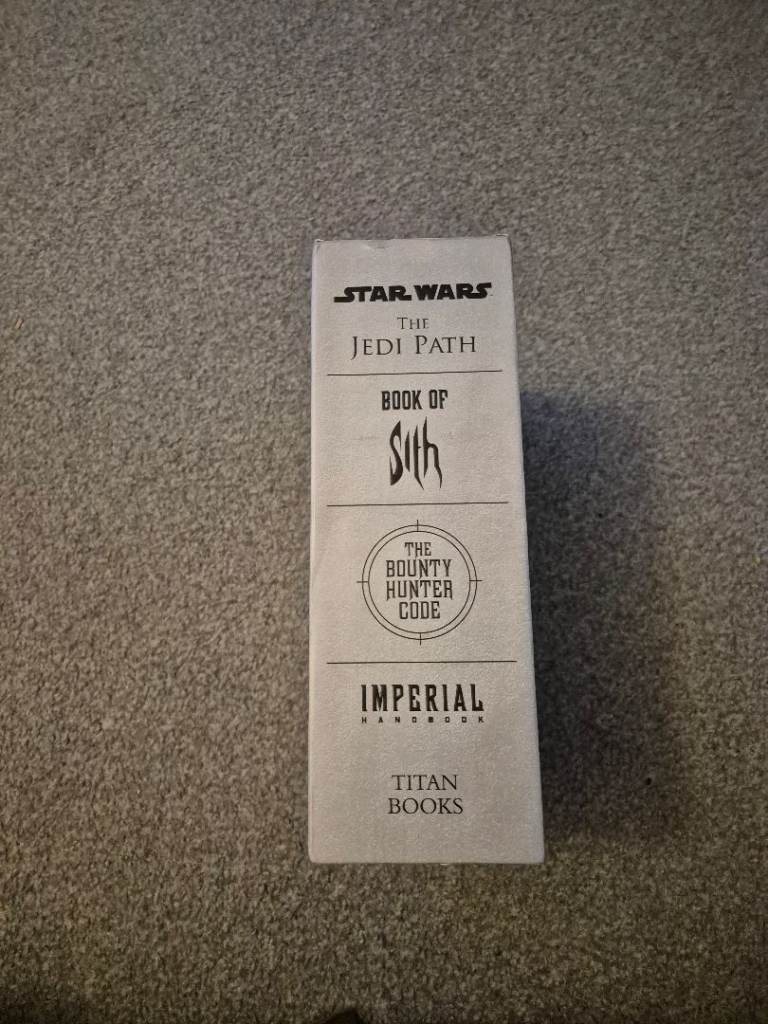 STAR WARS
THE
JEDI PATH
BOOK OF
Sith
THE
BOUNTY
HUNTER
CODE
IMPERIAL
HANDBOOK
TITAN
BOOKS